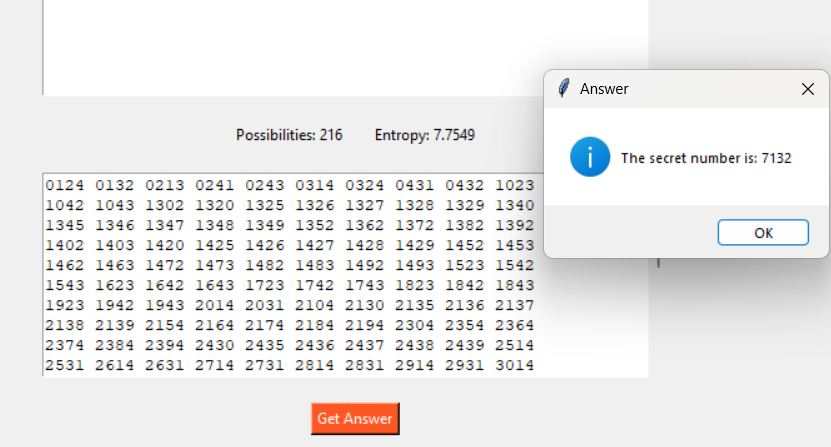 Answer
The secret number is: 7132
OK
Possibilities: 216 Entropy: 7.7549
0124 0132 0213 0241 0243 0314 0324 0431 0432 1023
1042 1043 1302 1320 1325 1326 1327 1328 1329 1340
1345 1346 1347 1348 1349 1352 1362 1372 1382 1392
1402 1403 1420 1425 1426 1427 1428 1429 1452 1453
1462 1463 1472 1473 1482 1483 1492 1493 1523 1542
1543 1623 1642 1643 1723 1742 1743 1823 1842 1843
1923 1942 1943 2014 2031 2104 2130 2135 2136 2137
2138 2139 2154 2164 2174 2184 2194 2304 2354 2364
2374 2384 2394 2430 2435 2436 2437 2438 2439 2514
2531 2614 2631 2714 2731 2814 2831 2914 2931 3014
Get Answer